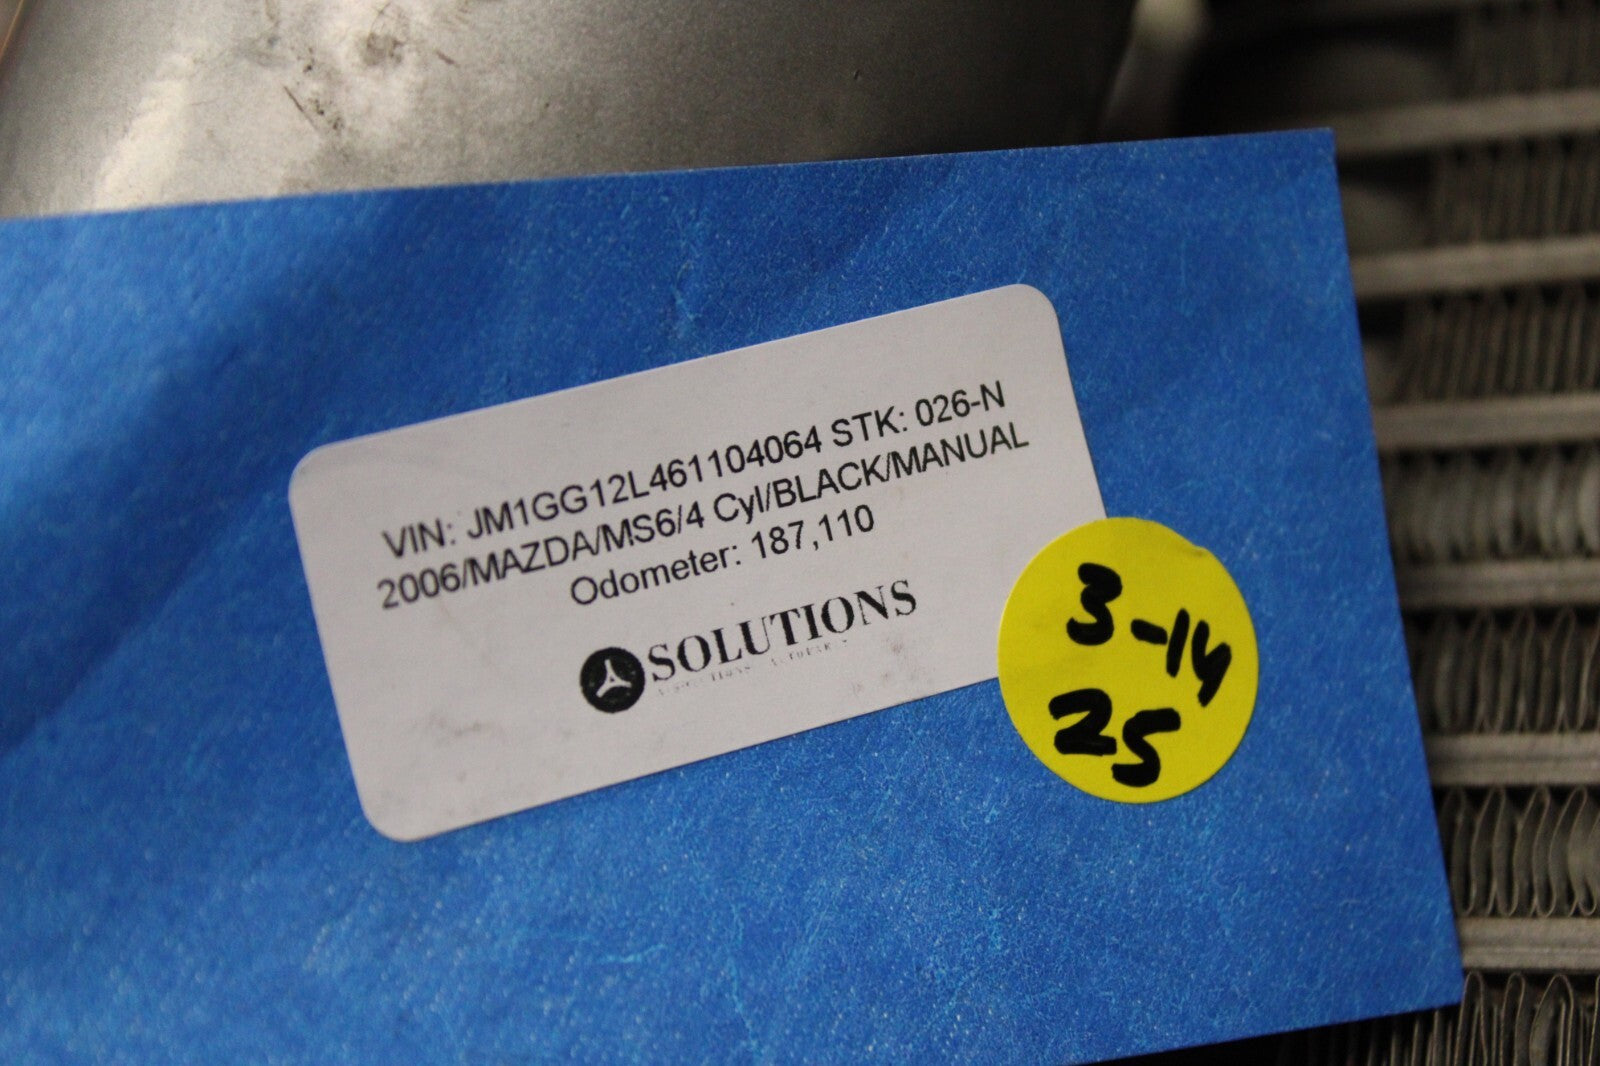 VIN: JM1GG12L461104064 STK: 026-N
2006/MAZDA/MS6/4 Cyl/BLACK/MANUAL
Odometer: 187,110
SOLUTIONS
3-14
25